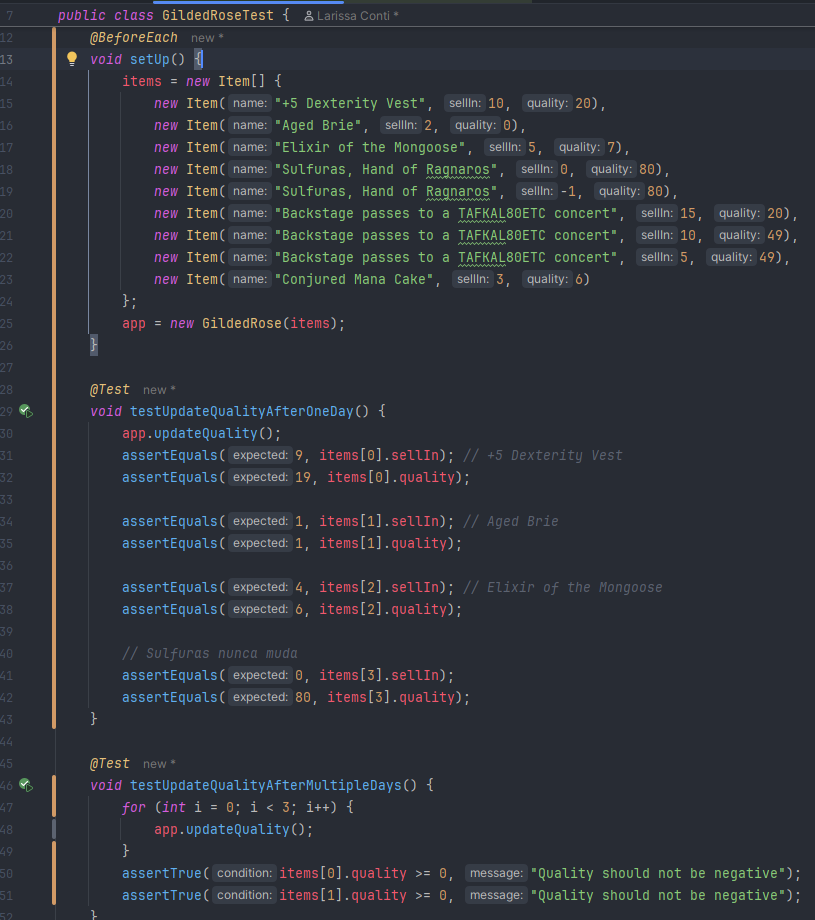 7 public class GildedRoseTest { Larissa Conti *
12 @BeforeEach new *
13 void setUp() {
14 items = new Item[] {
15 new Item( name: "+5 Dexterity Vest", sellIn: 10, quality: 20),
16 new Item( name: "Aged Brie", sellIn: 2, quality: 0),
17 new Item( name: "Elixir of the Mongoose", sellIn: 5, quality: 7),
18 new Item( name: "Sulfuras, Hand of Ragnaros", sellIn: 0, quality: 80),
19 new Item( name: "Sulfuras, Hand of Ragnaros", sellIn: -1, quality: 80),
20 new Item( name: "Backstage passes to a TAFKAL80ETC concert", sellIn: 15, quality: 20),
21 new Item( name: "Backstage passes to a TAFKAL80ETC concert", sellIn: 10, quality: 49),
22 new Item( name: "Backstage passes to a TAFKAL80ETC concert", sellIn: 5, quality: 49),
23 new Item( name: "Conjured Mana Cake", sellIn: 3, quality: 6)
24 };
25 app = new GildedRose(items);
26 }
27
28 @Test new *
29 void testUpdateQualityAfterOneDay() {
30 app.updateQuality();
31 assertEquals( expected: 9, items[0].sellIn); // +5 Dexterity Vest
32 assertEquals( expected: 19, items[0].quality);
33
34 assertEquals( expected: 1, items[1].sellIn); // Aged Brie
35 assertEquals( expected: 1, items[1].quality);
36
37 assertEquals( expected: 4, items[2].sellIn); // Elixir of the Mongoose
38 assertEquals( expected: 6, items[2].quality);
39
40 // Sulfuras nunca muda
41 assertEquals( expected: 0, items[3].sellIn);
42 assertEquals( expected: 80, items[3].quality);
43 }
44
45 @Test new *
46 void testUpdateQualityAfterMultipleDays() {
47 for (int i = 0; i < 3; i++) {
48 app.updateQuality();
49 }
50 assertTrue( condition: items[0].quality >= 0, message: "Quality should not be negative");
51 assertTrue( condition: items[1].quality >= 0, message: "Quality should not be negative");
52 }